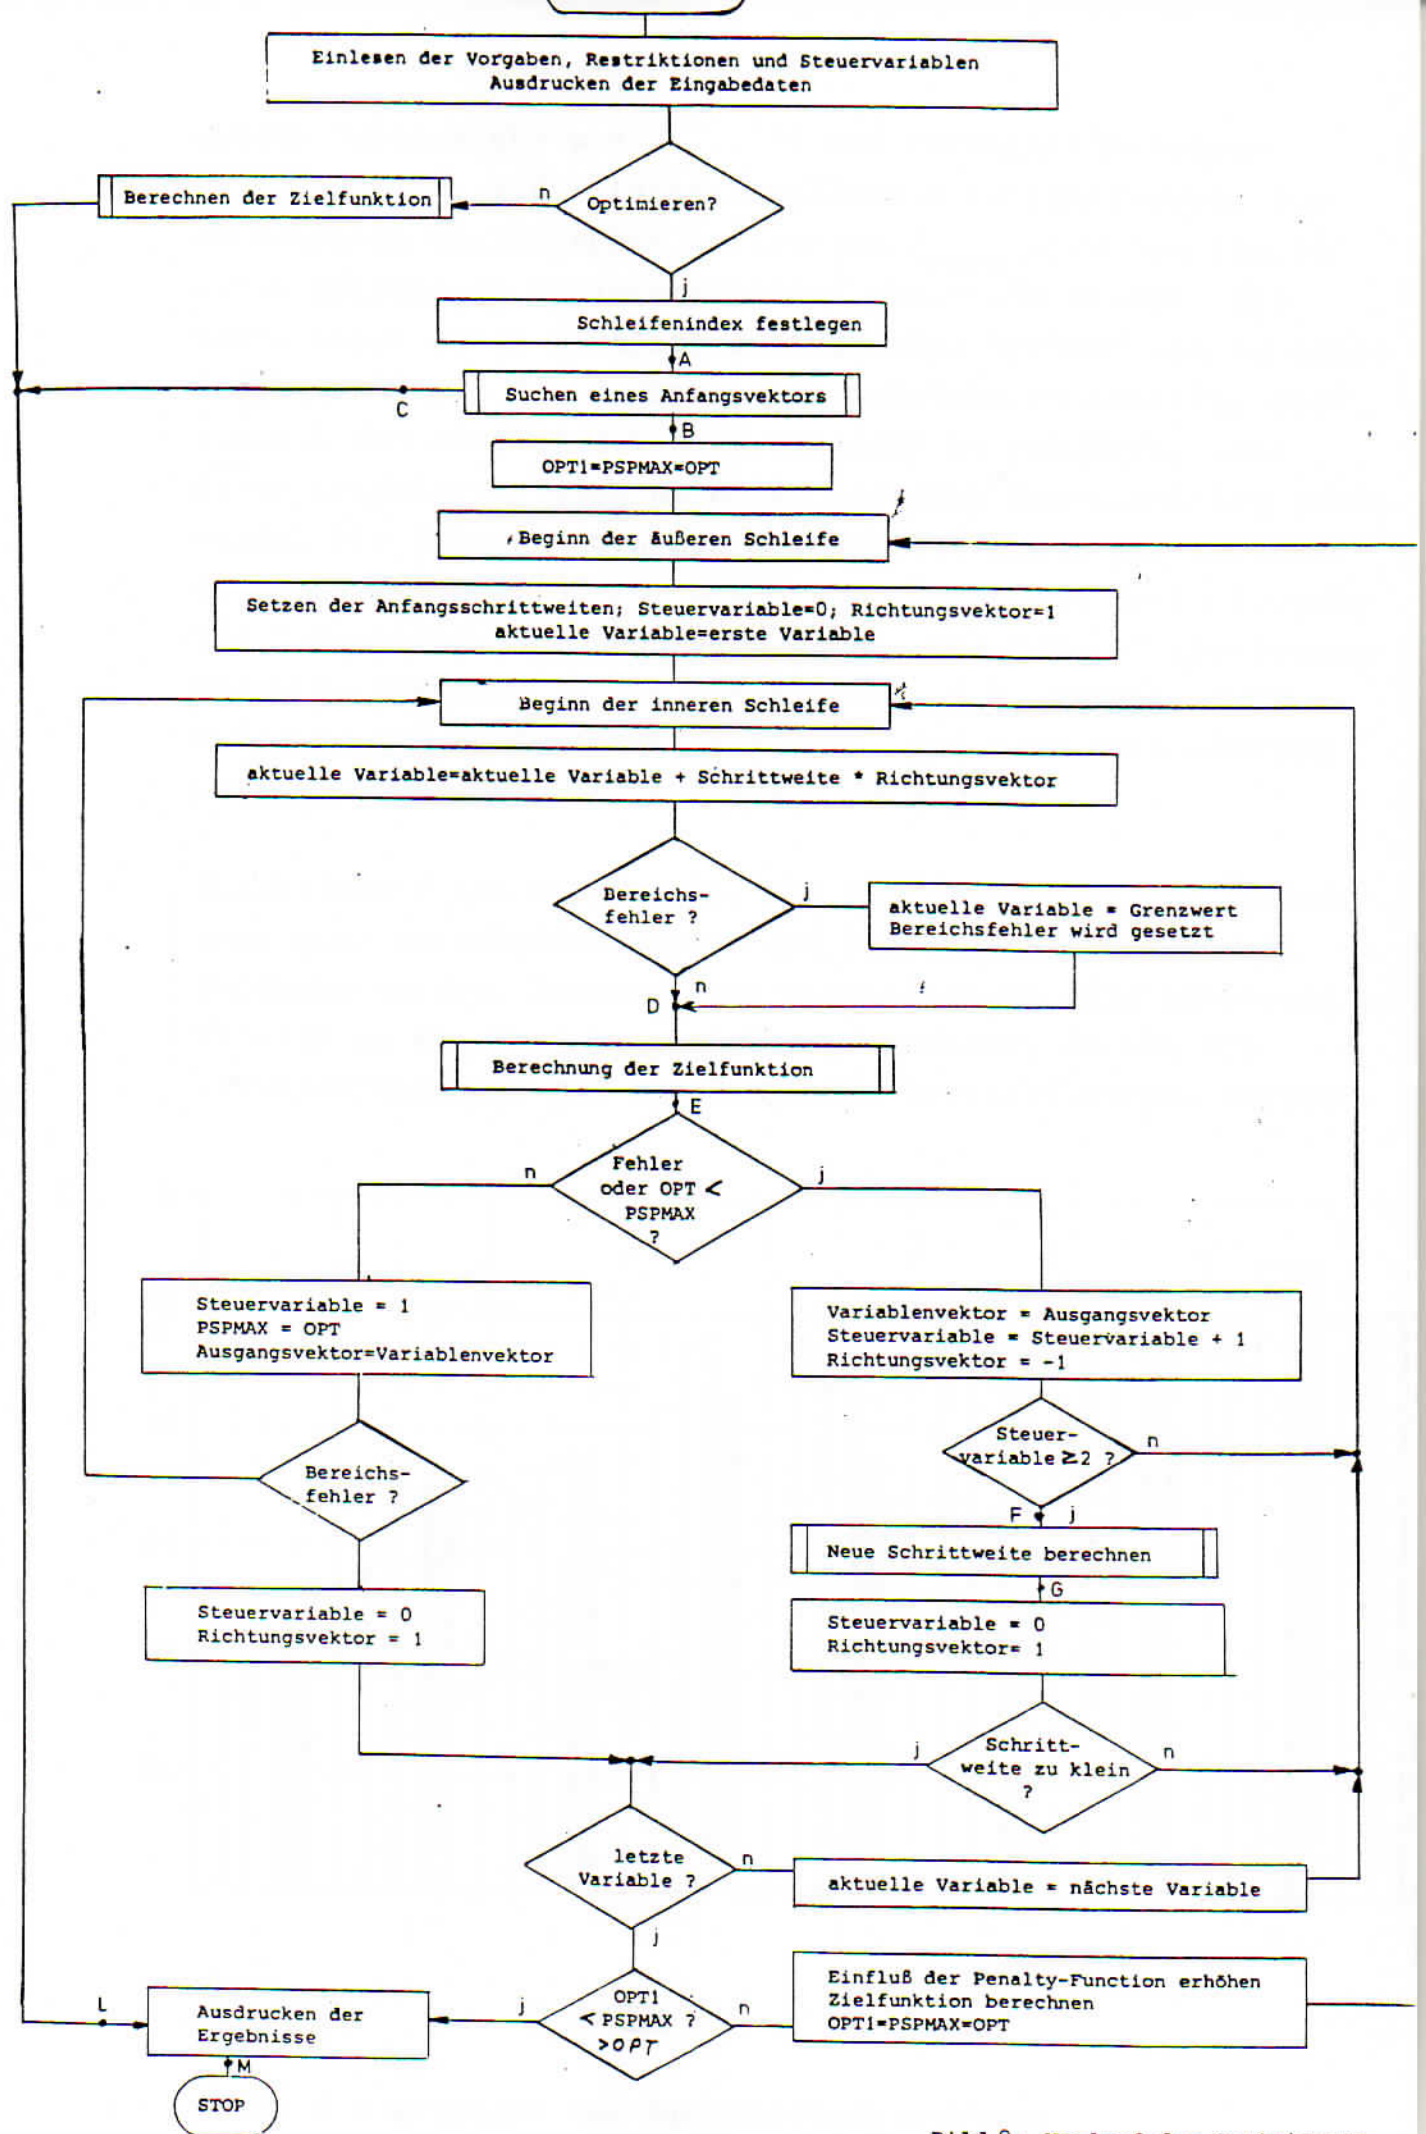 Einlesen der Vorgaben, Restriktionen und Steuervariablen
Ausdrucken der Eingabedaten
Berechnen der Zielfunktion
n
Optimieren?
j
Schleifenindex festlegen
A
Suchen eines Anfangsvektors
C
B
OPT1=PSPMAX=OPT
Beginn der äußeren Schleife
Setzen der Anfangsschrittweiten; Steuervariable=0; Richtungsvektor=1
aktuelle Variable=erste Variable
Beginn der inneren Schleife
aktuelle Variable=aktuelle Variable + Schrittweite * Richtungsvektor
Bereichs-
fehler ?
j
aktuelle Variable = Grenzwert
Bereichsfehler wird gesetzt
n
D
Berechnung der Zielfunktion
E
n
Fehler
oder OPT <
PSPMAX
?
j
Steuervariable = 1
PSPMAX = OPT
Ausgangsvektor=Variablenvektor
Variablenvektor = Ausgangsvektor
Steuervariable = Steuervariable + 1
Richtungsvektor = -1
Bereichs-
fehler ?
Steuer-
variable ≥2 ?
n
F
j
Neue Schrittweite berechnen
G
Steuervariable = 0
Richtungsvektor = 1
Steuervariable = 0
Richtungsvektor= 1
j
Schritt-
weite zu klein
?
n
letzte
Variable ?
n
aktuelle Variable = nächste Variable
j
L
Ausdrucken der
Ergebnisse
j
OPT1
< PSPMAX ?
>OPT
n
Einfluß der Penalty-Function erhöhen
Zielfunktion berechnen
OPT1=PSPMAX=OPT
M
STOP